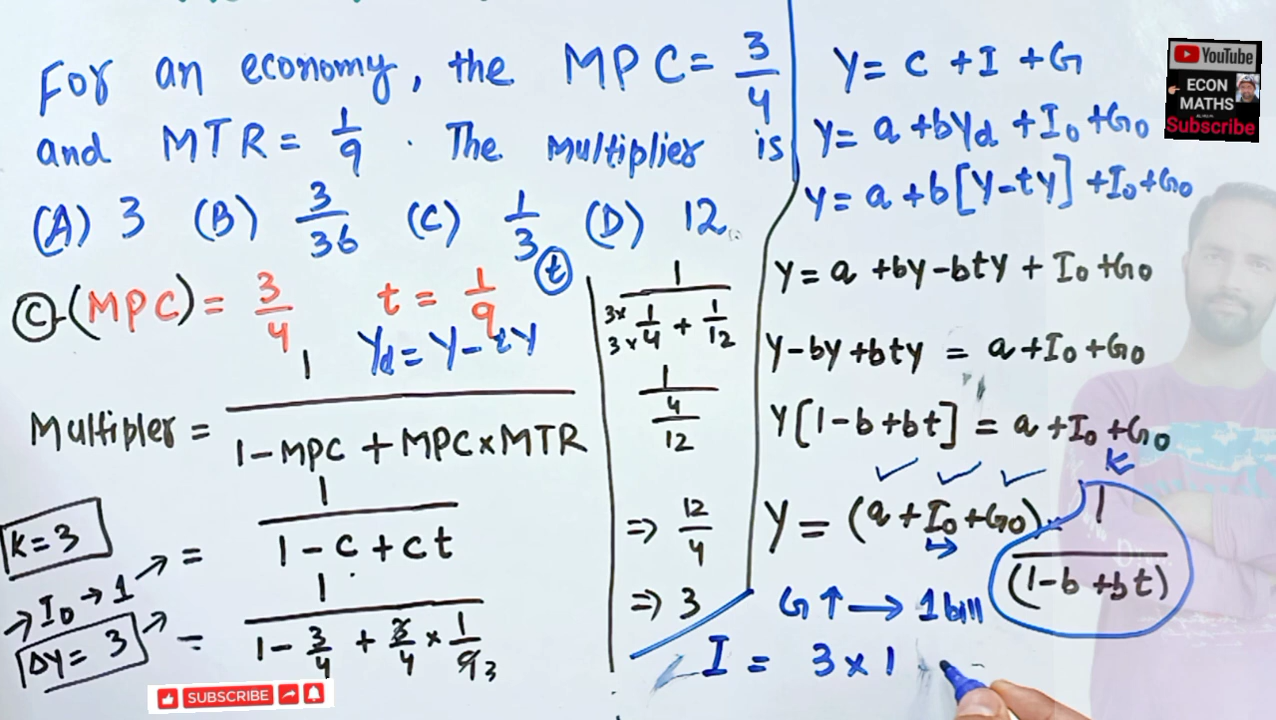 For an economy, the MPC = 3/4
and MTR = 1/9 . The Multiplier is
(A) 3 (B) 3/36 (C) 1/3 (D) 12
(t)
C-(MPC) = 3/4 t = 1/9
Yd = Y - tY
Multipler = 1/(1-MPC + MPC×MTR)
= 1/(1 - c + ct)
= 1/(1 - 3/4 + 3/4 × 1/9) 3
K = 3
→ I0 → 1 →
ΔY = 3 →
1/(3×1/3×4 + 1/12)
1/(4/12)
=> 12/4
=> 3
Y = C + I + G
Y = a + bYd + I0 + G0
Y = a + b[Y-tY] + I0 + G0
Y = a + bY - btY + I0 + G0
Y - bY + btY = a + I0 + G0
Y[1-b+bt] = a + I0 + G0
K
Y = (a + I0 + G0) . 1/(1-b+bt)
G ↑ → 1 bill
I = 3 × 1
YouTube
ECON
MATHS
Subscribe
SUBSCRIBE